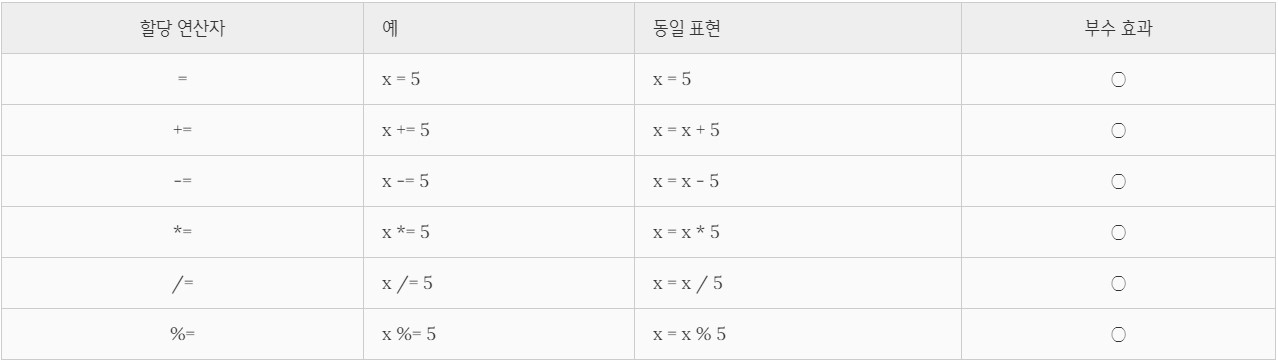 할당 연산자 예 동일 표현 부수 효과
= x = 5 x = 5 ○
+= x += 5 x = x + 5 ○
-= x -= 5 x = x - 5 ○
*= x *= 5 x = x * 5 ○
/= x /= 5 x = x / 5 ○
%= x %= 5 x = x % 5 ○